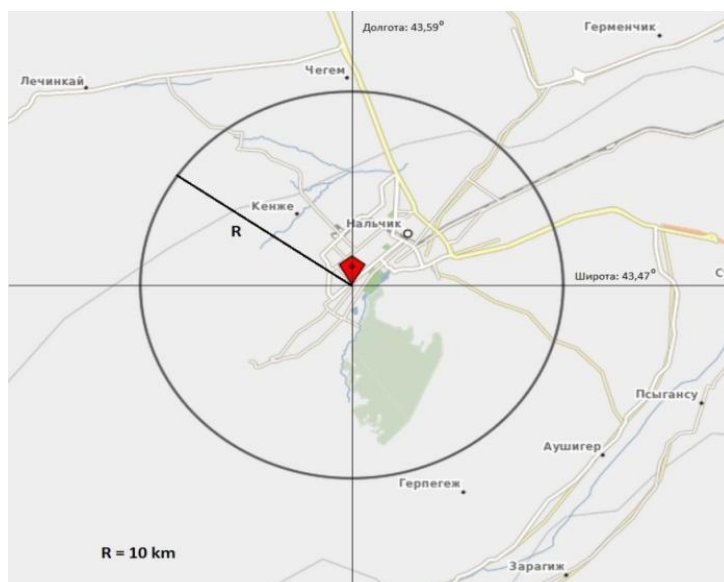 Долгота: 43,59°
Герменчик
Чегем
Лечинкай
Кенже
Нальчик
R
Широта: 43,47°
С
Псыгансу
Аушигер
Герпегеж
R = 10 km
Зарагиж